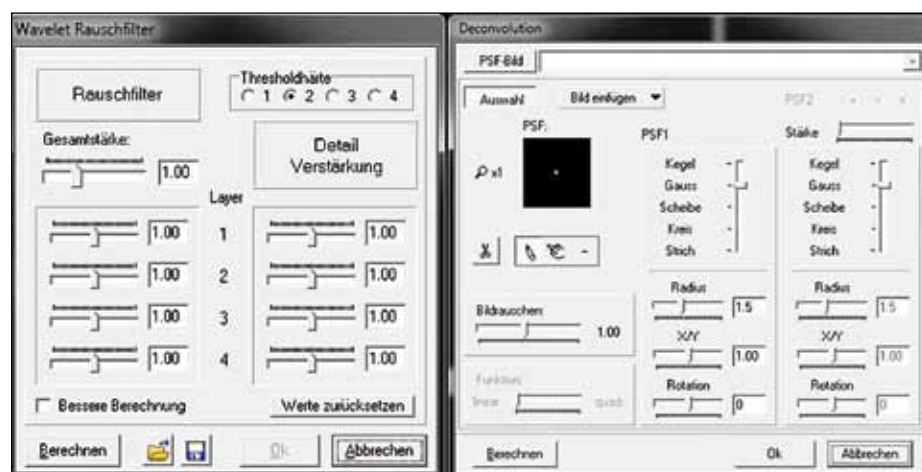 Wavelet Rauschfilter
Rauschfilter
Thresholdhärte
1 2 3 4
Gesamtstärke:
1.00
Detail
Verstärkung
Layer
1.00 1 1.00
1.00 2 1.00
1.00 3 1.00
1.00 4 1.00
Bessere Berechnung
Werte zurücksetzen
Berechnen
Ok
Abbrechen
Deconvolution
PSF-Bild
Auswahl
Bild einfügen
PSF2
PSF:
PSF1
Stärke
x1
Kegel Kegel
Gauss Gauss
Scheibe Scheibe
Kreis Kreis
Strich Strich
Bildrauschen:
1.00
Radius Radius
1.5 1.5
X/Y X/Y
1.00 1.00
Funktion:
linear quadr
Rotation Rotation
0 0
Berechnen
Ok
Abbrechen